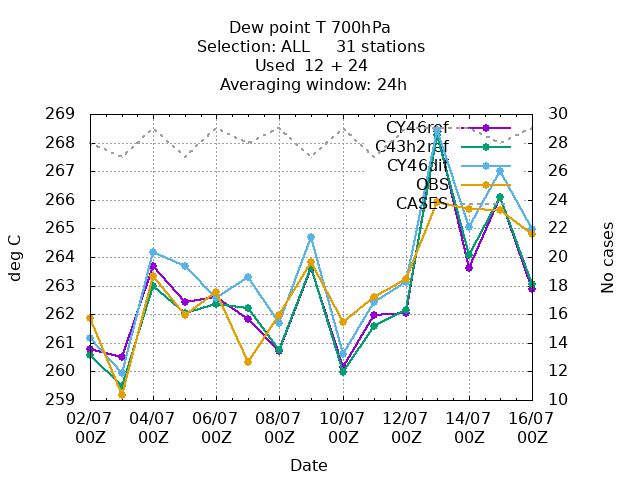 Dew point T 700hPa
Selection: ALL 31 stations
Used 12 + 24
Averaging window: 24h
269
268
267
266
265
264
263
262
261
260
259
deg C
30
28
26
24
22
20
18
16
14
12
10
No cases
CY46ref
C43h2ref
CY46dif
OBS
CASES
02/07 04/07 06/07 08/07 10/07 12/07 14/07 16/07
00Z 00Z 00Z 00Z 00Z 00Z 00Z 00Z
Date